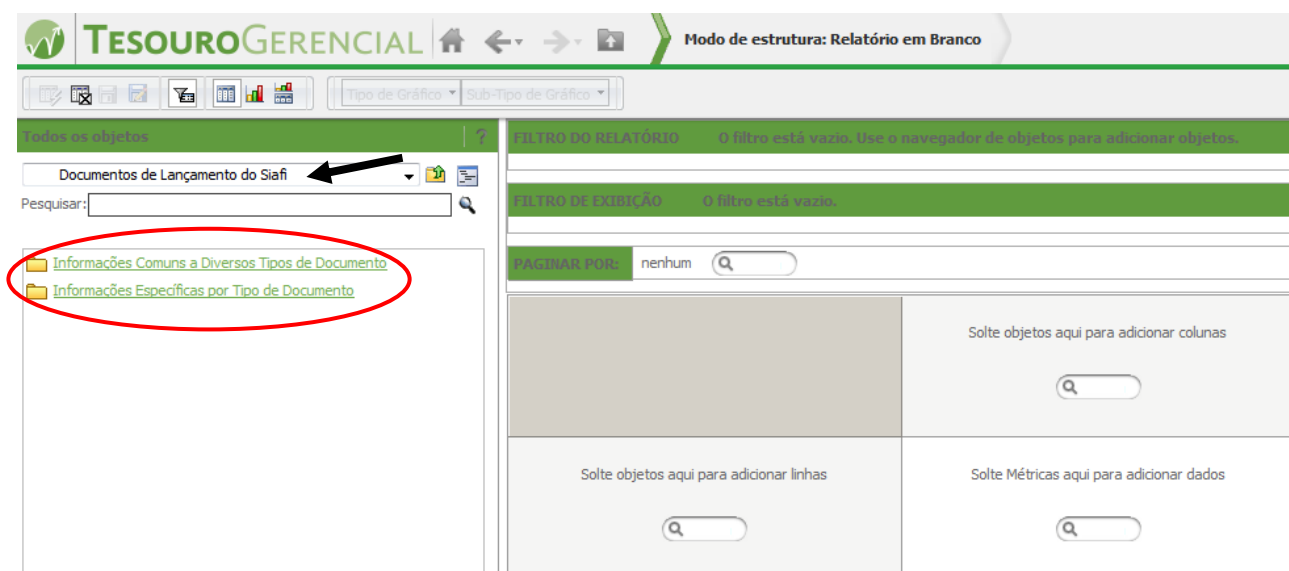 TESOUROGERENCIAL
Modo de estrutura: Relatório em Branco
Tipo de Gráfico Sub-Tipo de Gráfico
Todos os objetos ?
Documentos de Lançamento do Siafi
Pesquisar:
Informações Comuns a Diversos Tipos de Documento
Informações Específicas por Tipo de Documento
FILTRO DO RELATÓRIO O filtro está vazio. Use o navegador de objetos para adicionar objetos.
FILTRO DE EXIBIÇÃO O filtro está vazio.
PAGINAR POR: nenhum
Solte objetos aqui para adicionar colunas
Solte objetos aqui para adicionar linhas
Solte Métricas aqui para adicionar dados